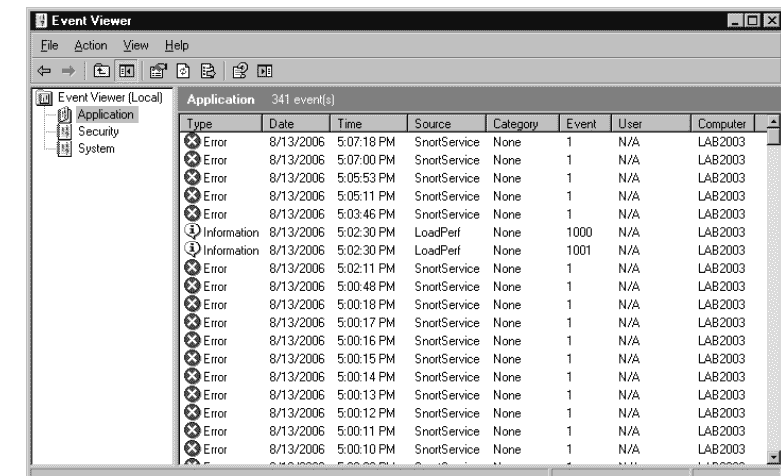 Event Viewer
File Action View Help
Event Viewer (Local)
Application
Security
System
Application 341 event(s)
Type Date Time Source Category Event User Computer
Error 8/13/2006 5:07:18 PM SnortService None 1 N/A LAB2003
Error 8/13/2006 5:07:00 PM SnortService None 1 N/A LAB2003
Error 8/13/2006 5:05:53 PM SnortService None 1 N/A LAB2003
Error 8/13/2006 5:05:11 PM SnortService None 1 N/A LAB2003
Error 8/13/2006 5:03:46 PM SnortService None 1 N/A LAB2003
Information 8/13/2006 5:02:30 PM LoadPerf None 1000 N/A LAB2003
Information 8/13/2006 5:02:30 PM LoadPerf None 1001 N/A LAB2003
Error 8/13/2006 5:02:11 PM SnortService None 1 N/A LAB2003
Error 8/13/2006 5:00:48 PM SnortService None 1 N/A LAB2003
Error 8/13/2006 5:00:18 PM SnortService None 1 N/A LAB2003
Error 8/13/2006 5:00:17 PM SnortService None 1 N/A LAB2003
Error 8/13/2006 5:00:16 PM SnortService None 1 N/A LAB2003
Error 8/13/2006 5:00:15 PM SnortService None 1 N/A LAB2003
Error 8/13/2006 5:00:14 PM SnortService None 1 N/A LAB2003
Error 8/13/2006 5:00:13 PM SnortService None 1 N/A LAB2003
Error 8/13/2006 5:00:12 PM SnortService None 1 N/A LAB2003
Error 8/13/2006 5:00:11 PM SnortService None 1 N/A LAB2003
Error 8/13/2006 5:00:10 PM SnortService None 1 N/A LAB2003